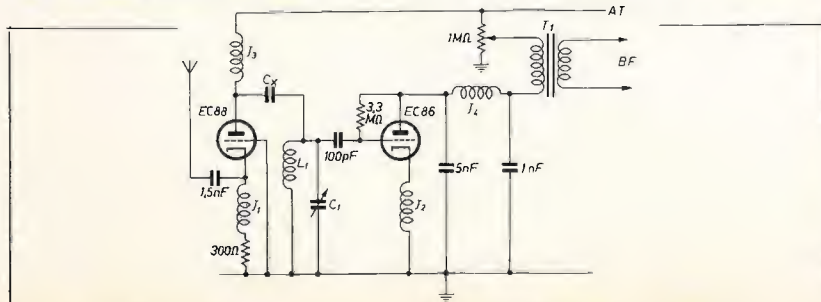 AT
J3
1MΩ
T1
BF
Cx
EC88
3,3
MΩ
EC86
J4
1,5nF
L1
100pF
5nF
1nF
J1
C1
J2
300Ω